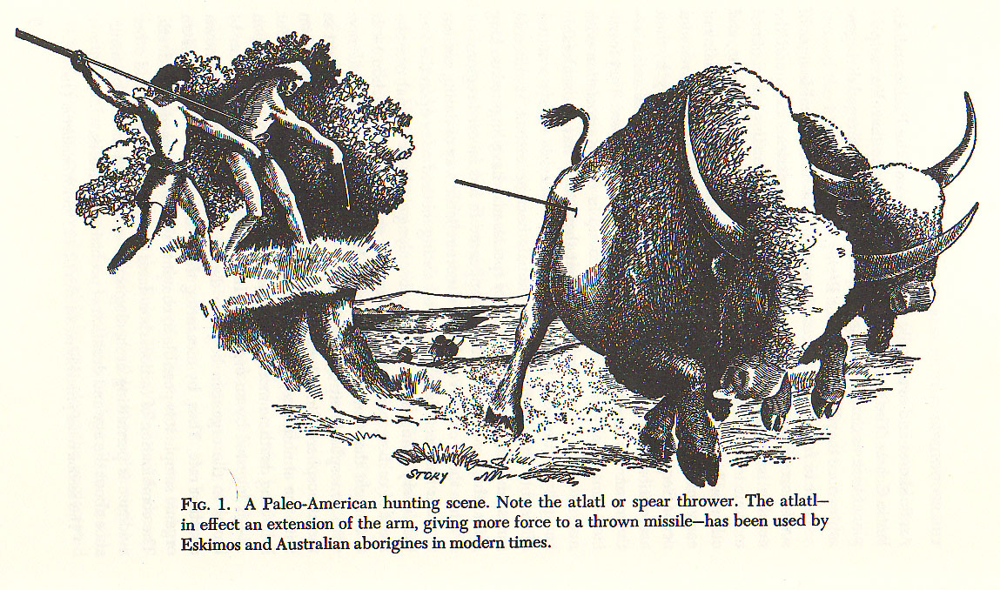 STORY
FIG. 1. A Paleo-American hunting scene. Note the atlatl or spear thrower. The atlatl—
in effect an extension of the arm, giving more force to a thrown missile—has been used by
Eskimos and Australian aborigines in modern times.